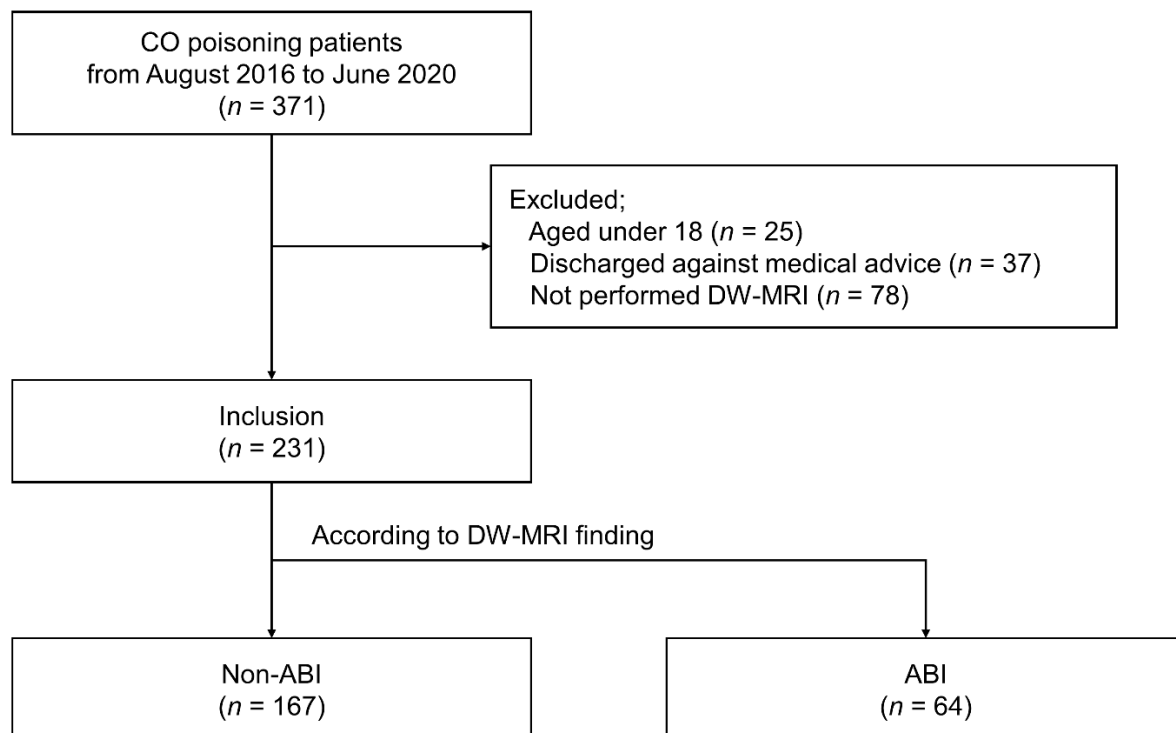 CO poisoning patients
from August 2016 to June 2020
(n = 371)
Excluded;
Aged under 18 (n = 25)
Discharged against medical advice (n = 37)
Not performed DW-MRI (n = 78)
Inclusion
(n = 231)
According to DW-MRI finding
Non-ABI
(n = 167)
ABI
(n = 64)